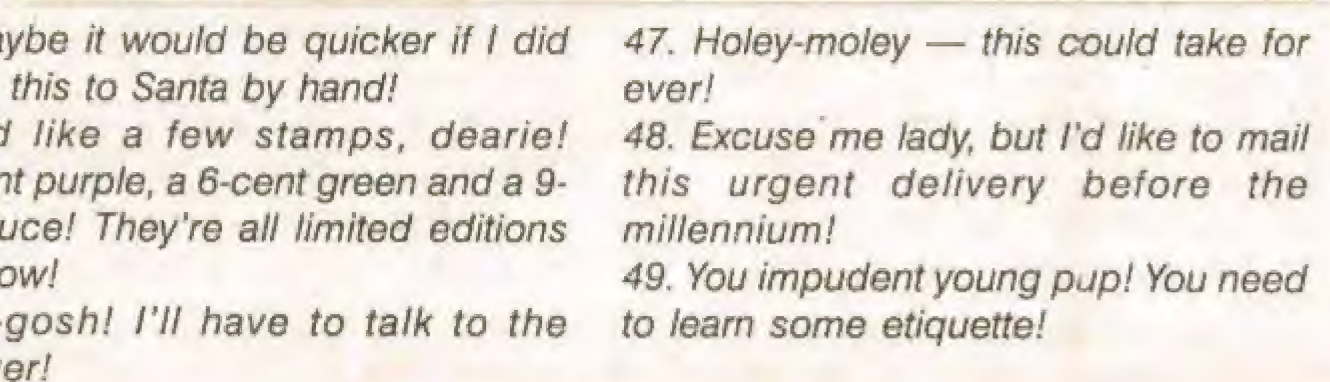 it would be quicker if I did
this to Santa by hand!
like a few stamps, dearie!
purple, a 6-cent green and a 9-
They're all limited editions
I'll have to talk to the
47. Holey-moley — this could take for
ever!
48. Excuse me lady, but I'd like to mail
this urgent delivery before the
millennium!
49. You impudent young pup! You need
to learn some etiquette!